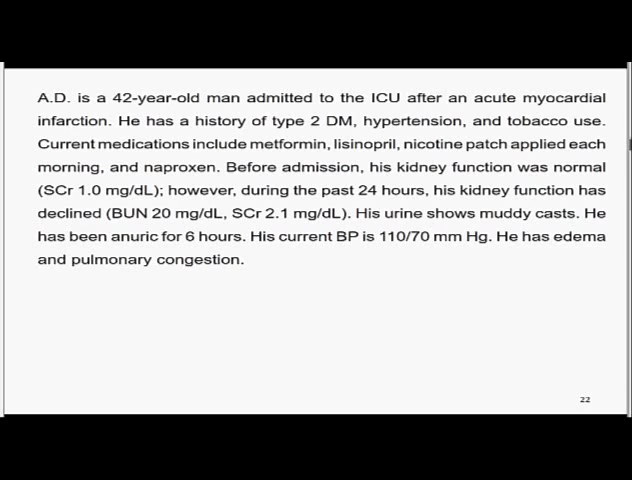 A.D. is a 42-year-old man admitted to the ICU after an acute myocardial
infarction. He has a history of type 2 DM, hypertension, and tobacco use.
Current medications include metformin, lisinopril, nicotine patch applied each
morning, and naproxen. Before admission, his kidney function was normal
(SCr 1.0 mg/dL); however, during the past 24 hours, his kidney function has
declined (BUN 20 mg/dL, SCr 2.1 mg/dL). His urine shows muddy casts. He
has been anuric for 6 hours. His current BP is 110/70 mm Hg. He has edema
and pulmonary congestion.
22